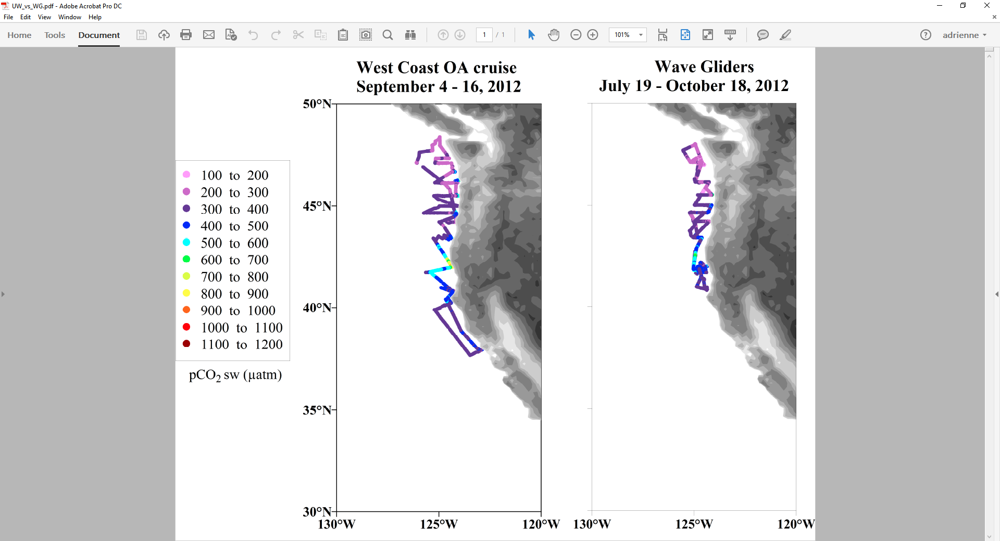 UW_vs_WG.pdf - Adobe Acrobat Pro DC
File Edit View Window Help
Home Tools Document 1 / 1 101% adrienne
West Coast OA cruise
September 4 - 16, 2012
Wave Gliders
July 19 - October 18, 2012
100 to 200
200 to 300
300 to 400
400 to 500
500 to 600
600 to 700
700 to 800
800 to 900
900 to 1000
1000 to 1100
1100 to 1200
pCO2 sw (µatm)
50°N
45°N
40°N
35°N
30°N
130°W 125°W 120°W
130°W 125°W 120°W